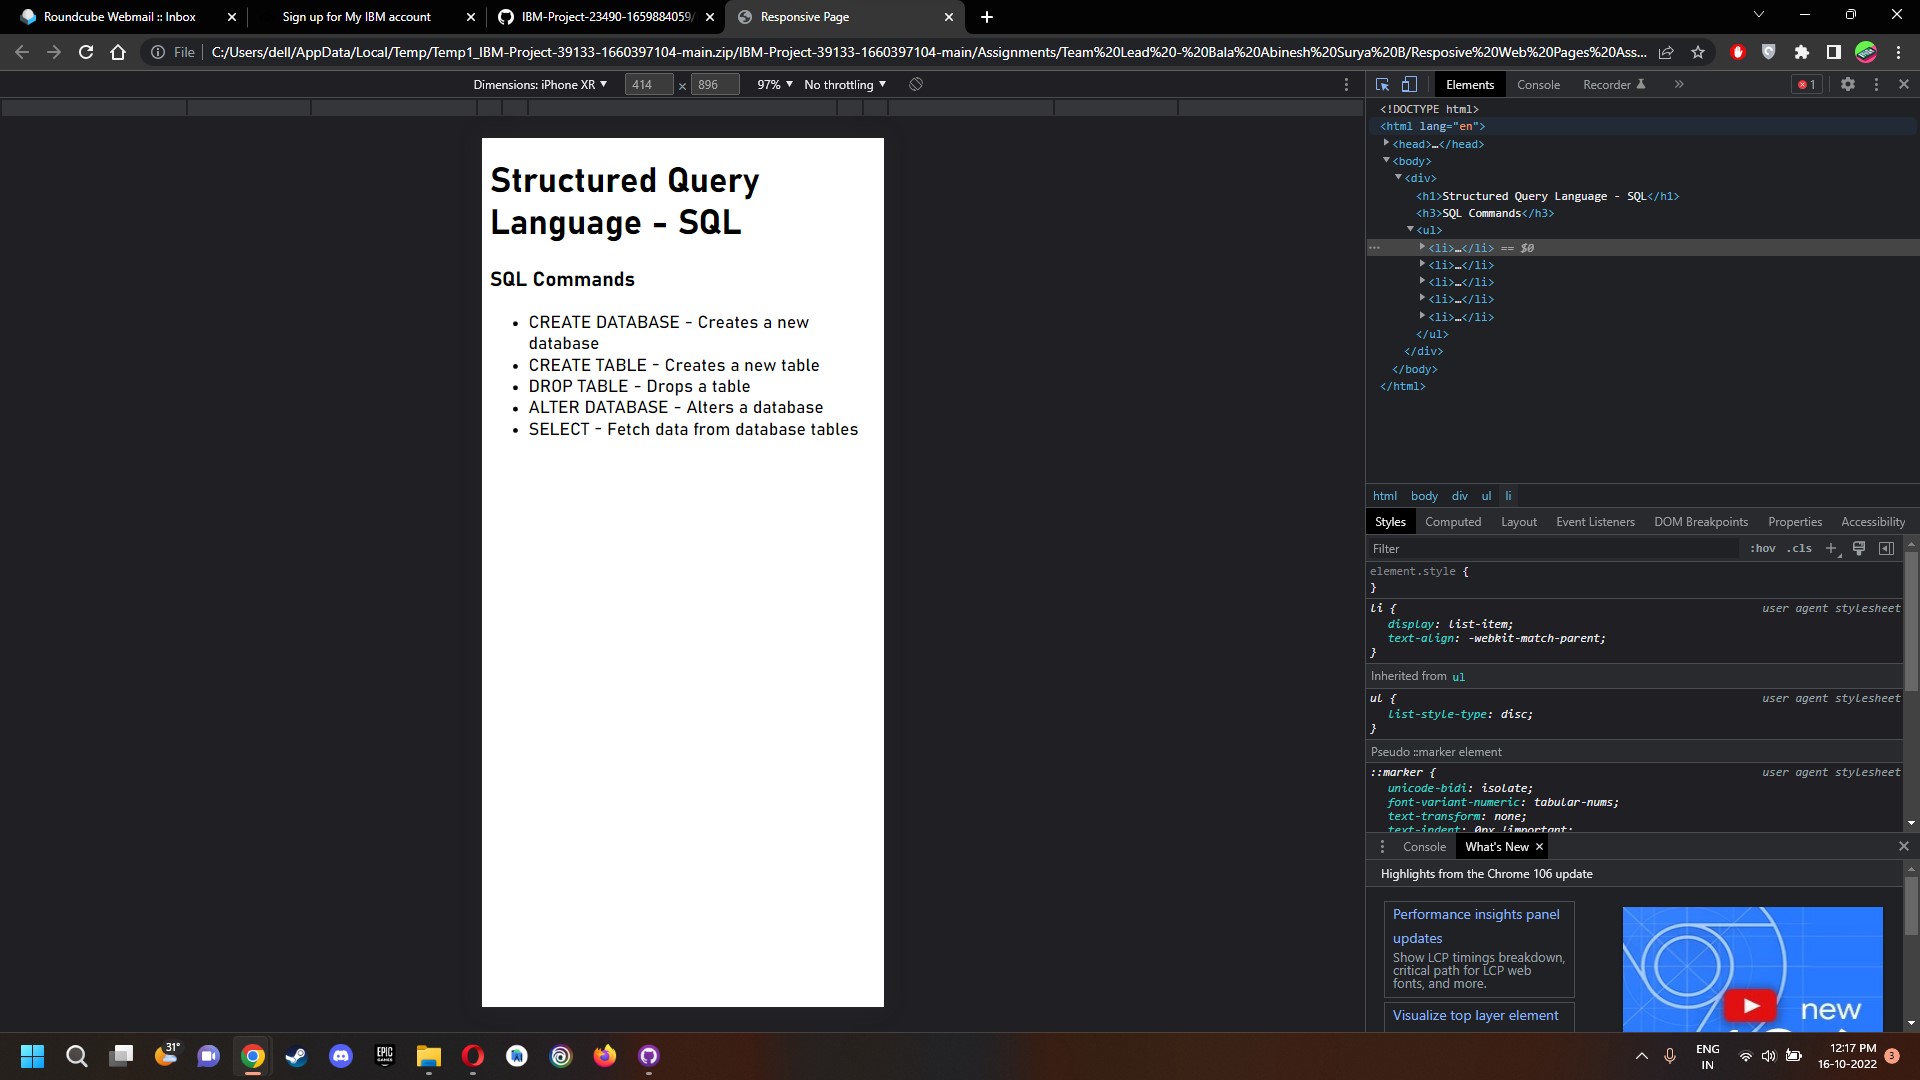 Roundcube Webmail :: Inbox
Sign up for My IBM account
IBM-Project-23490-1659884059/
Responsive Page
File
C:/Users/dell/AppData/Local/Temp/Temp1_IBM-Project-39133-1660397104-main.zip/IBM-Project-39133-1660397104-main/Assignments/Team%20Lead%20-%20Bala%20Abinesh%20Surya%20B/Resposive%20Web%20Pages%20Ass...
Dimensions: iPhone XR
414
×
896
97%
No throttling
Structured Query
Language - SQL
SQL Commands
• CREATE DATABASE - Creates a new
database
• CREATE TABLE - Creates a new table
• DROP TABLE - Drops a table
• ALTER DATABASE - Alters a database
• SELECT - Fetch data from database tables
Elements
Console
Recorder
»
1
<!DOCTYPE html>
<html lang="en">
<head>…</head>
<body>
<div>
<h1>Structured Query Language - SQL</h1>
<h3>SQL Commands</h3>
<ul>
<li>…</li> == $0
<li>…</li>
<li>…</li>
<li>…</li>
<li>…</li>
</ul>
</div>
</body>
</html>
html body div ul li
Styles Computed Layout Event Listeners DOM Breakpoints Properties Accessibility
Filter
:hov .cls +
element.style {
}
li { user agent stylesheet
display: list-item;
text-align: -webkit-match-parent;
}
Inherited from ul
ul { user agent stylesheet
list-style-type: disc;
}
Pseudo ::marker element
::marker { user agent stylesheet
unicode-bidi: isolate;
font-variant-numeric: tabular-nums;
text-transform: none;
text-indent: 0px !important;
Console What's New
Highlights from the Chrome 106 update
Performance insights panel
updates
Show LCP timings breakdown,
critical path for LCP web
fonts, and more.
Visualize top layer element
new
31°
EPIC
GAMES
ENG
IN
12:17 PM
16-10-2022
3